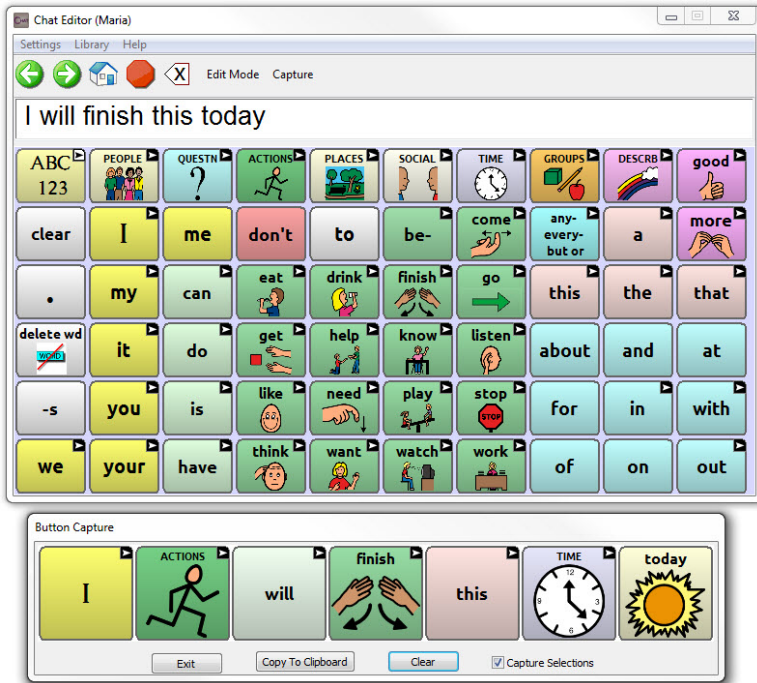 Chat Editor (Maria)
Settings Library Help
X Edit Mode Capture
I will finish this today
ABC 123 PEOPLE QUESTN ? ACTIONS PLACES SOCIAL TIME GROUPS DESCRB good
clear I me don't to be- come any- every- but or a more
. my can eat drink finish go this the that
delete wd WORD it do get help know listen about and at
-s you is like need play stop STOP for in with
we your have think want watch work of on out
Button Capture
I ACTIONS will finish this TIME 12 3 6 9 today
Exit Copy To Clipboard Clear Capture Selections